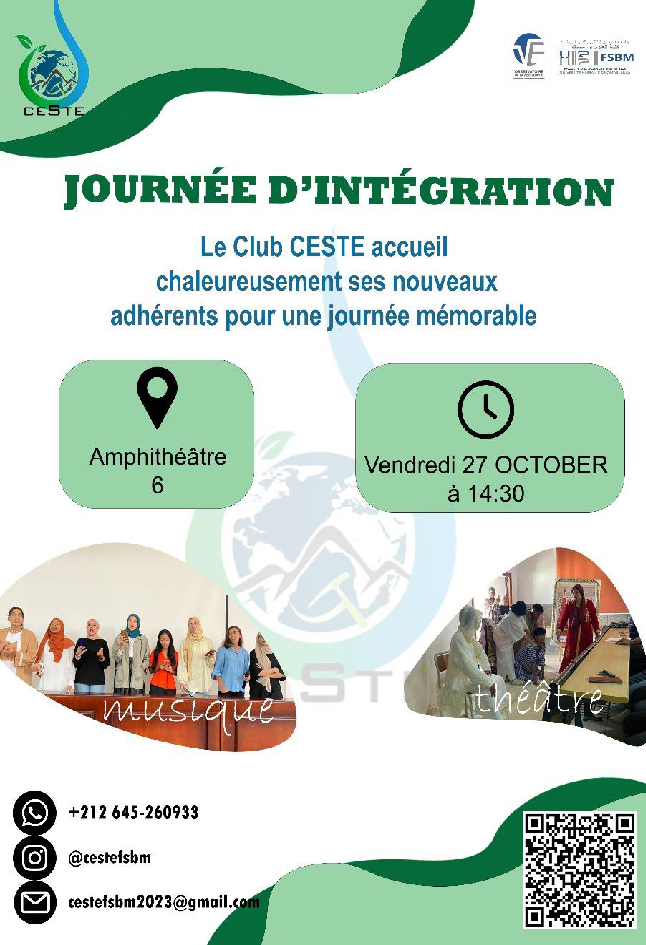 CESTE
FSBM
JOURNÉE D'INTÉGRATION
Le Club CESTE accueil
chaleureusement ses nouveaux
adhérents pour une journée mémorable
Amphithéâtre
6
Vendredi 27 OCTOBER
à 14:30
musique
théâtre
+212 645-260933
@cestefsbm
cestefsbm2023@gmail.com